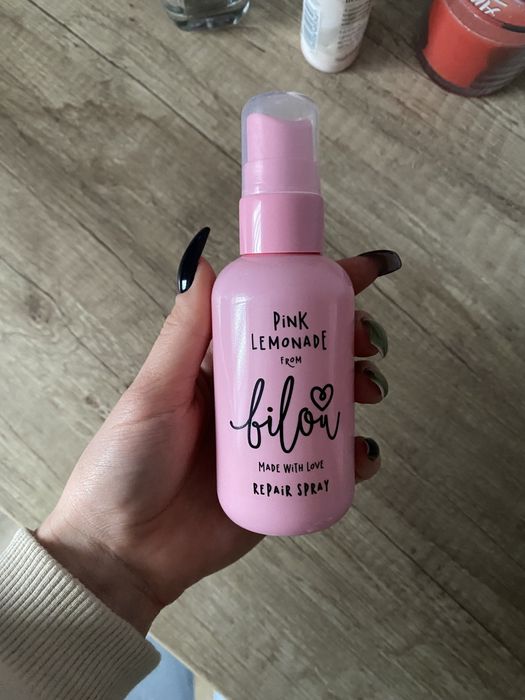 PiNK
LEMONADE
FROM
bilou
MADE WiTH LOVE
REPAiR SPRAY